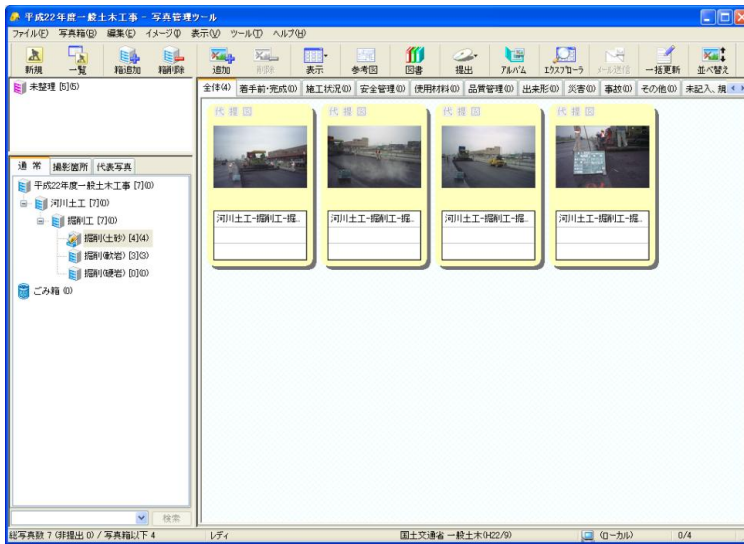 平成22年度一般土木工事 - 写真管理ツール
ファイル(F) 写真箱(B) 編集(E) イメージ(I) 表示(V) ツール(T) ヘルプ(H)
新規 一覧 箱追加 箱削除 追加 削除 表示 参考図 図書 提出 アルバム エクスプローラ メール送信 一括更新 並べ替え
未整理 [5](5)
全体(4) 着手前・完成(0) 施工状況(0) 安全管理(0) 使用材料(0) 品質管理(0) 出来形(0) 災害(0) 事故(0) その他(0) 未記入、規
代 提 図 代 提 図 代 提 図 代 提 図
通 常 撮影箇所 代表写真
平成22年度一般土木工事 [7](0)
河川土工 [7](0)
掘削工 [7](0)
掘削(土砂) [4](4)
掘削(軟岩) [3](3)
掘削(硬岩) [0](0)
ごみ箱 (0)
河川土工-掘削工-掘.. 河川土工-掘削工-掘.. 河川土工-掘削工-掘.. 河川土工-掘削工-掘..
検索
総写真数 7 (非提出 0) / 写真箱以下 4 レディ 国土交通省 一般土木(H22/9) (ローカル) 0/4